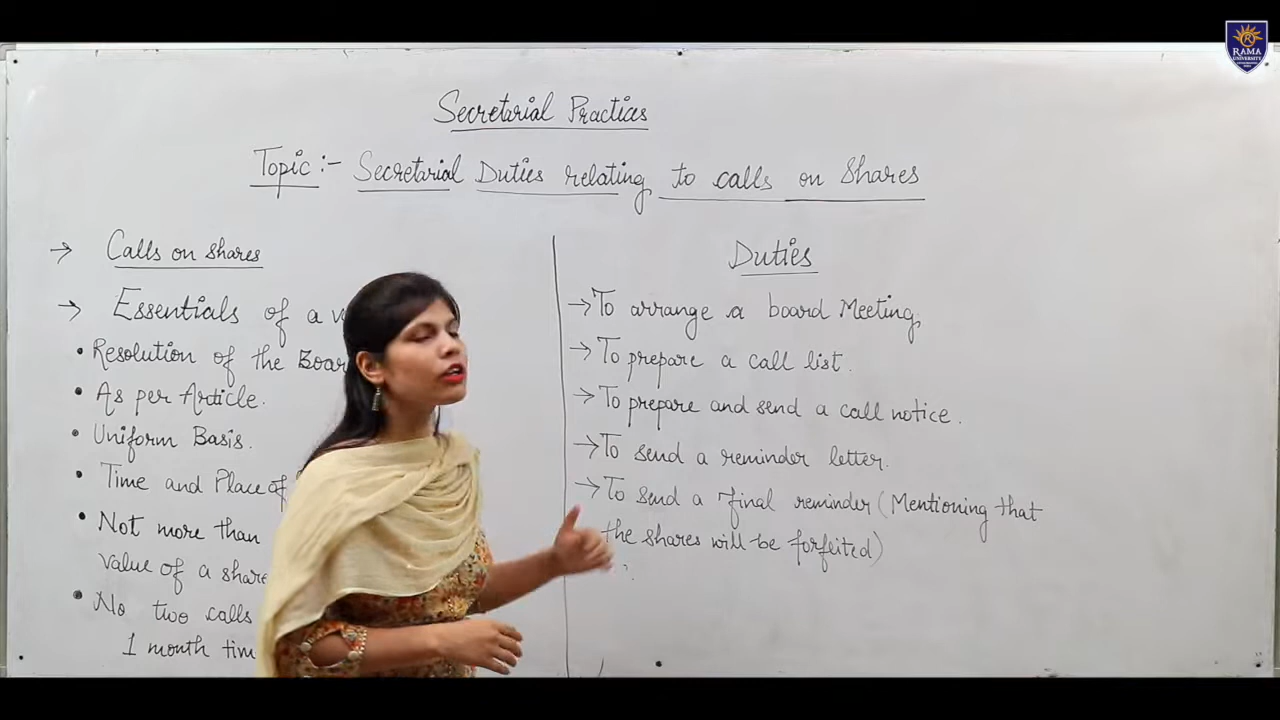 RAMA
UNIVERSITY
Secretarial Practices
Topic:- Secretarial Duties relating to calls on Shares
→ Calls on shares
→ Essentials of a
• Resolution of the Boar
• As per Article.
• Uniform Basis.
• Time and Place of
• Not more than
value of a share
• No two calls
1 month tim
Duties
→ To arrange a board Meeting.
→ To prepare a call list.
→ To prepare and send a call notice.
→ To send a reminder letter.
→ To send a final reminder (Mentioning that
the shares will be forfeited)